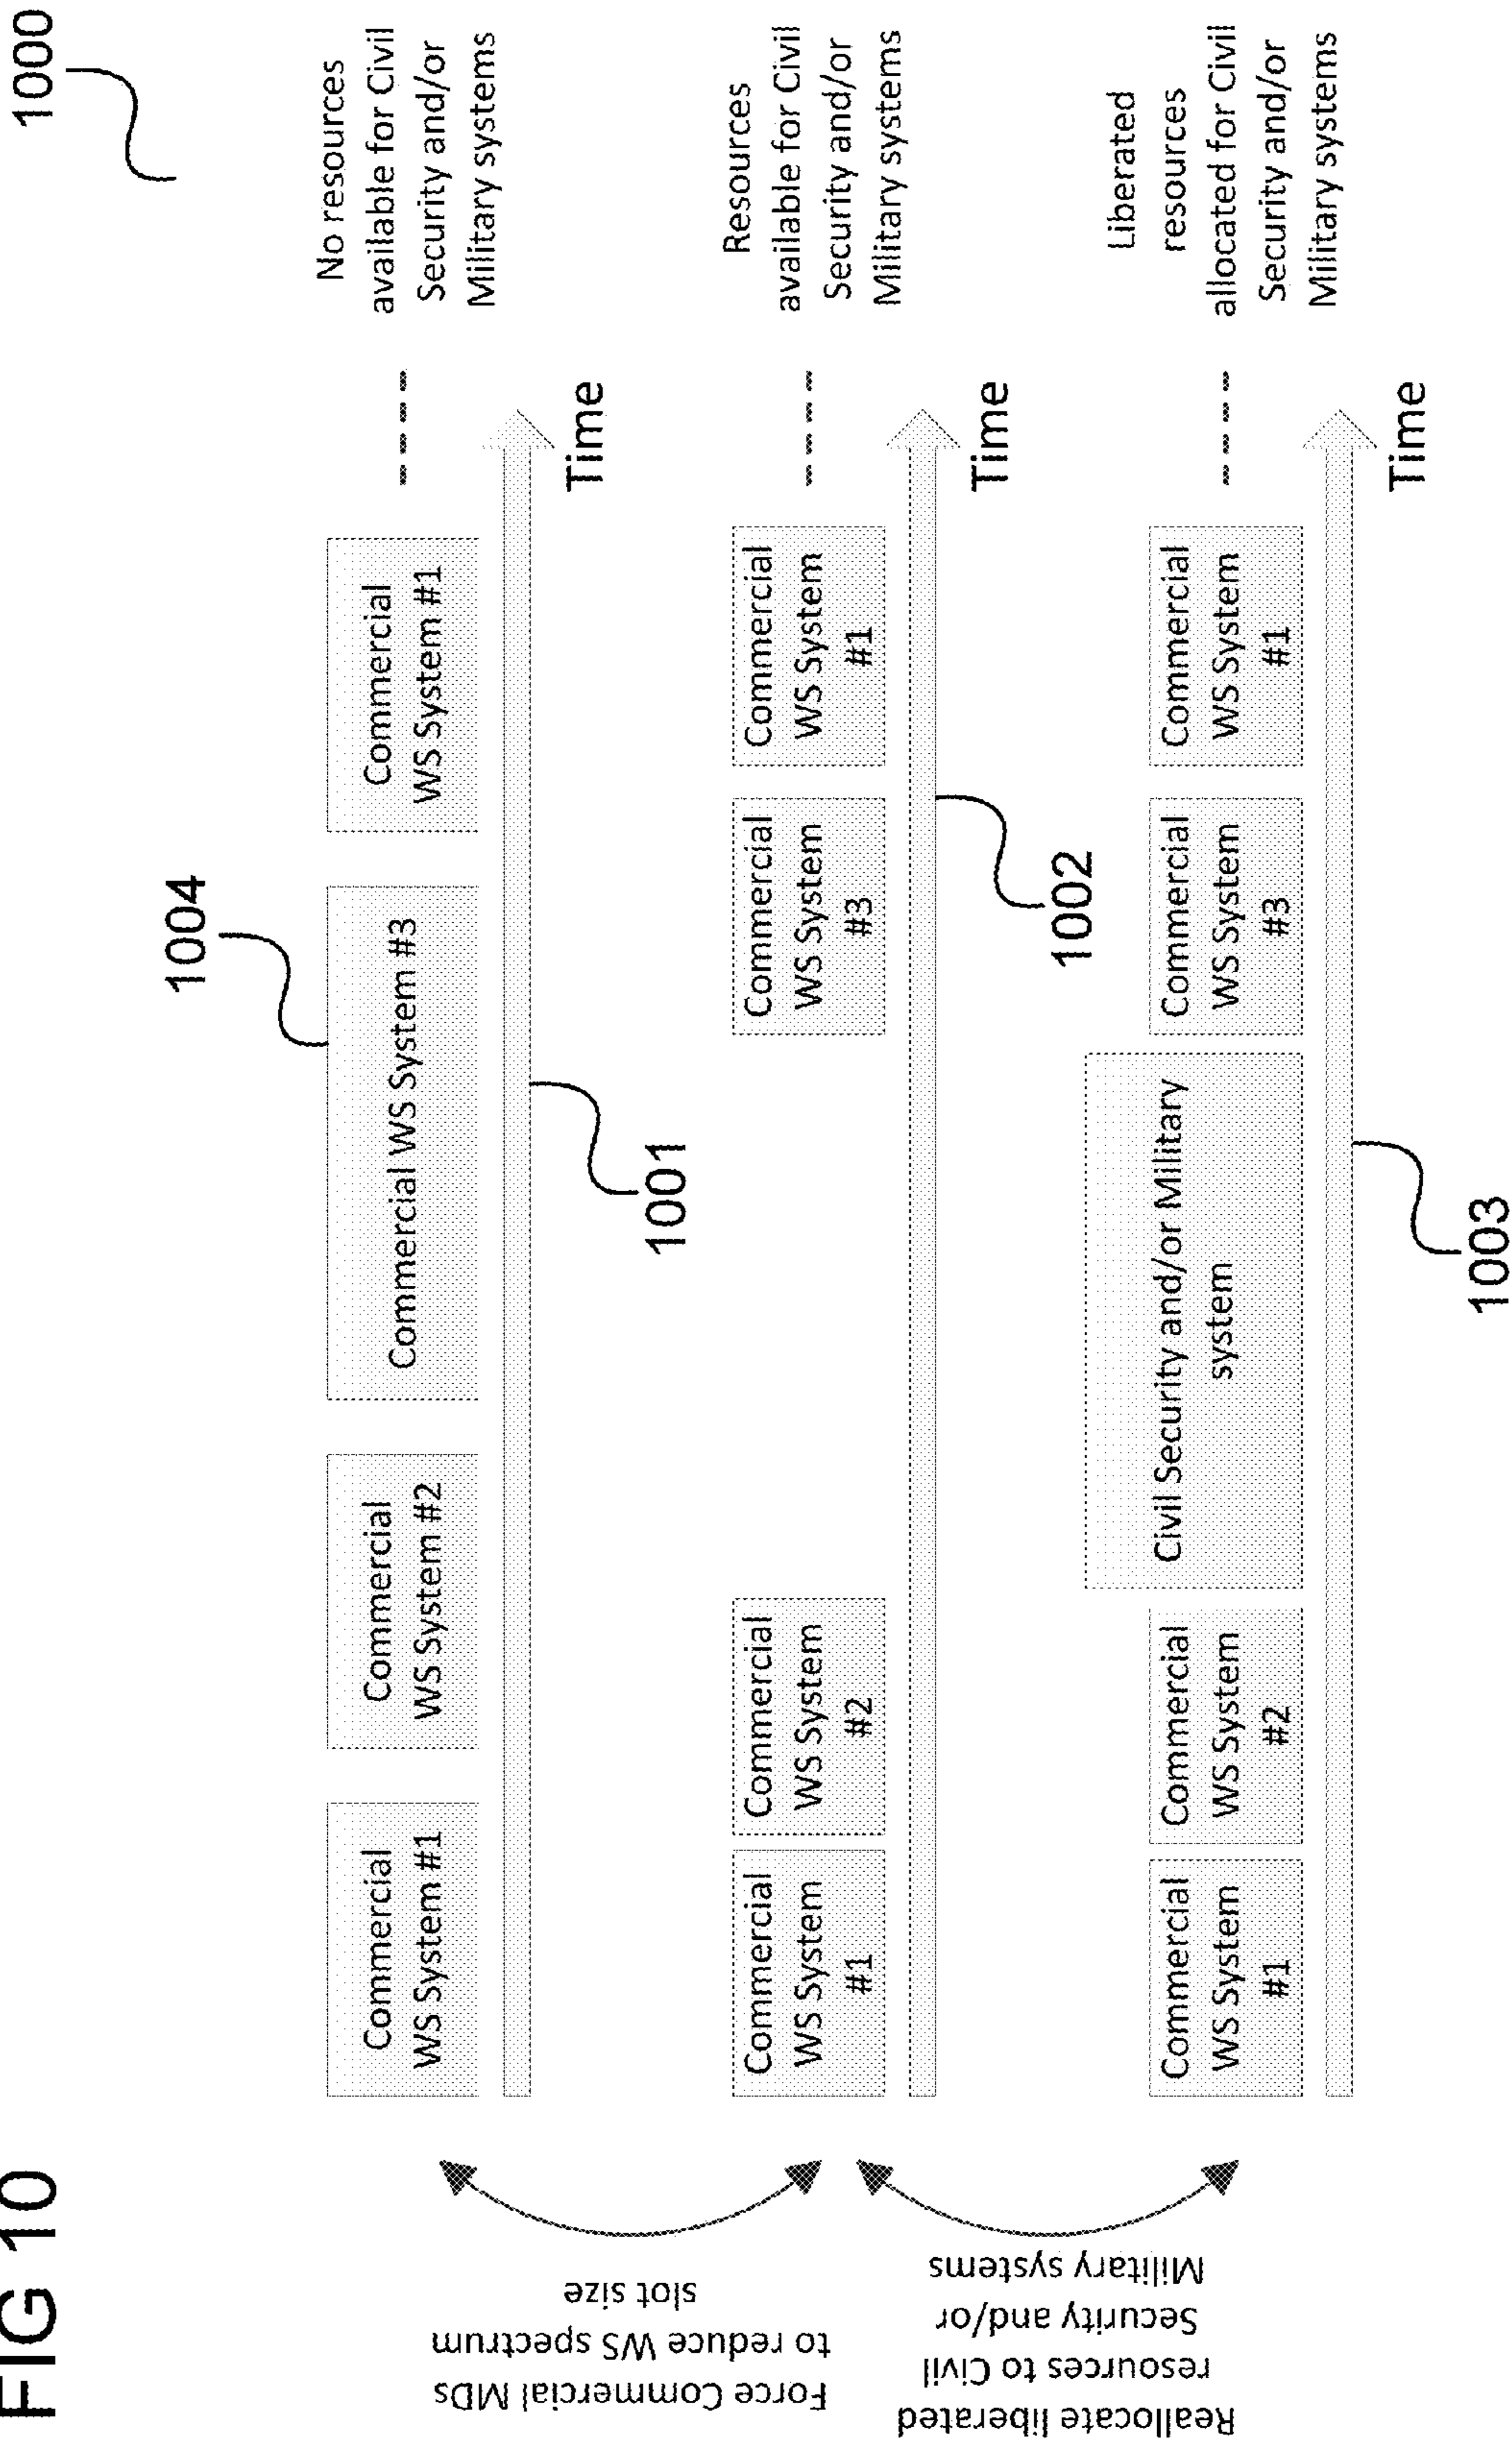 FIG 10
1000
1004
Commercial
WS System #1
Commercial
WS System #2
Commercial WS System #3
Commercial
WS System #1
No resources
available for Civil
Security and/or
Military systems
Time
1001
Force Commercial MDs
to reduce WS spectrum
slot size
Commercial
WS System
#1
Commercial
WS System
#2
Commercial
WS System
#3
Commercial
WS System
#1
Resources
available for Civil
Security and/or
Military systems
Time
1002
Reallocate liberated
resources to Civil
Security and/or
Military systems
Commercial
WS System
#1
Commercial
WS System
#2
Civil Security and/or Military
system
Commercial
WS System
#3
Commercial
WS System
#1
Liberated
resources
allocated for Civil
Security and/or
Military systems
Time
1003